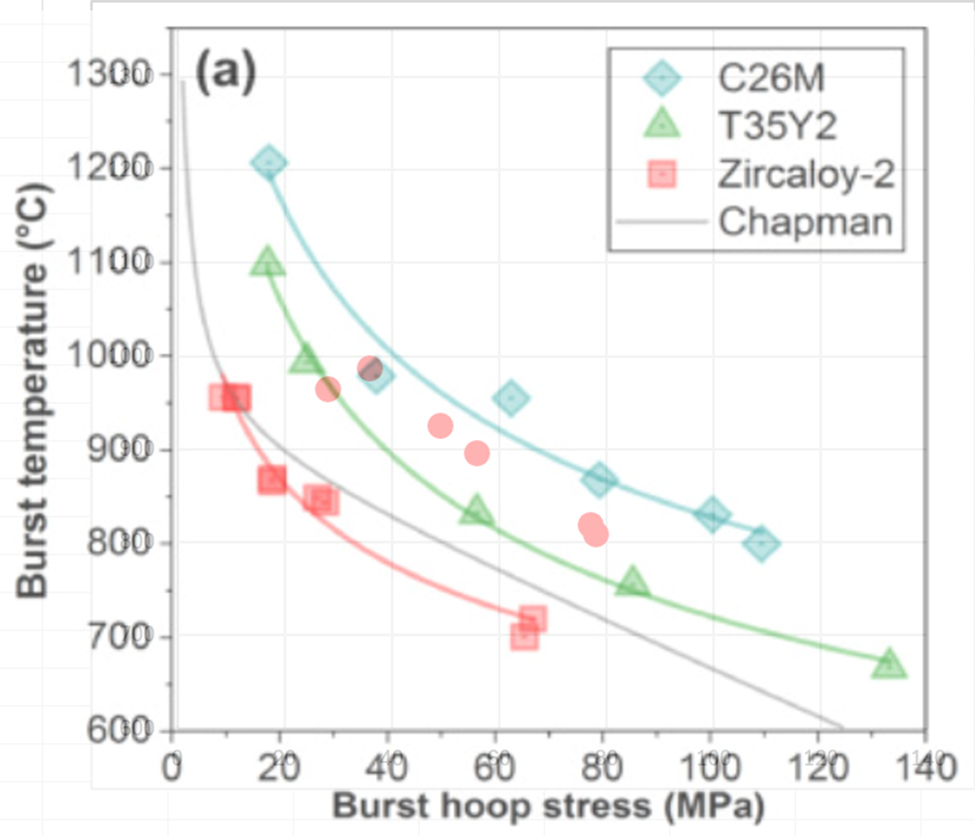 (a)
C26M
T35Y2
Zircaloy-2
Chapman
Burst temperature (°C)
1300
1200
1100
1000
900
800
700
600
0 20 40 60 80 100 120 140
Burst hoop stress (MPa)